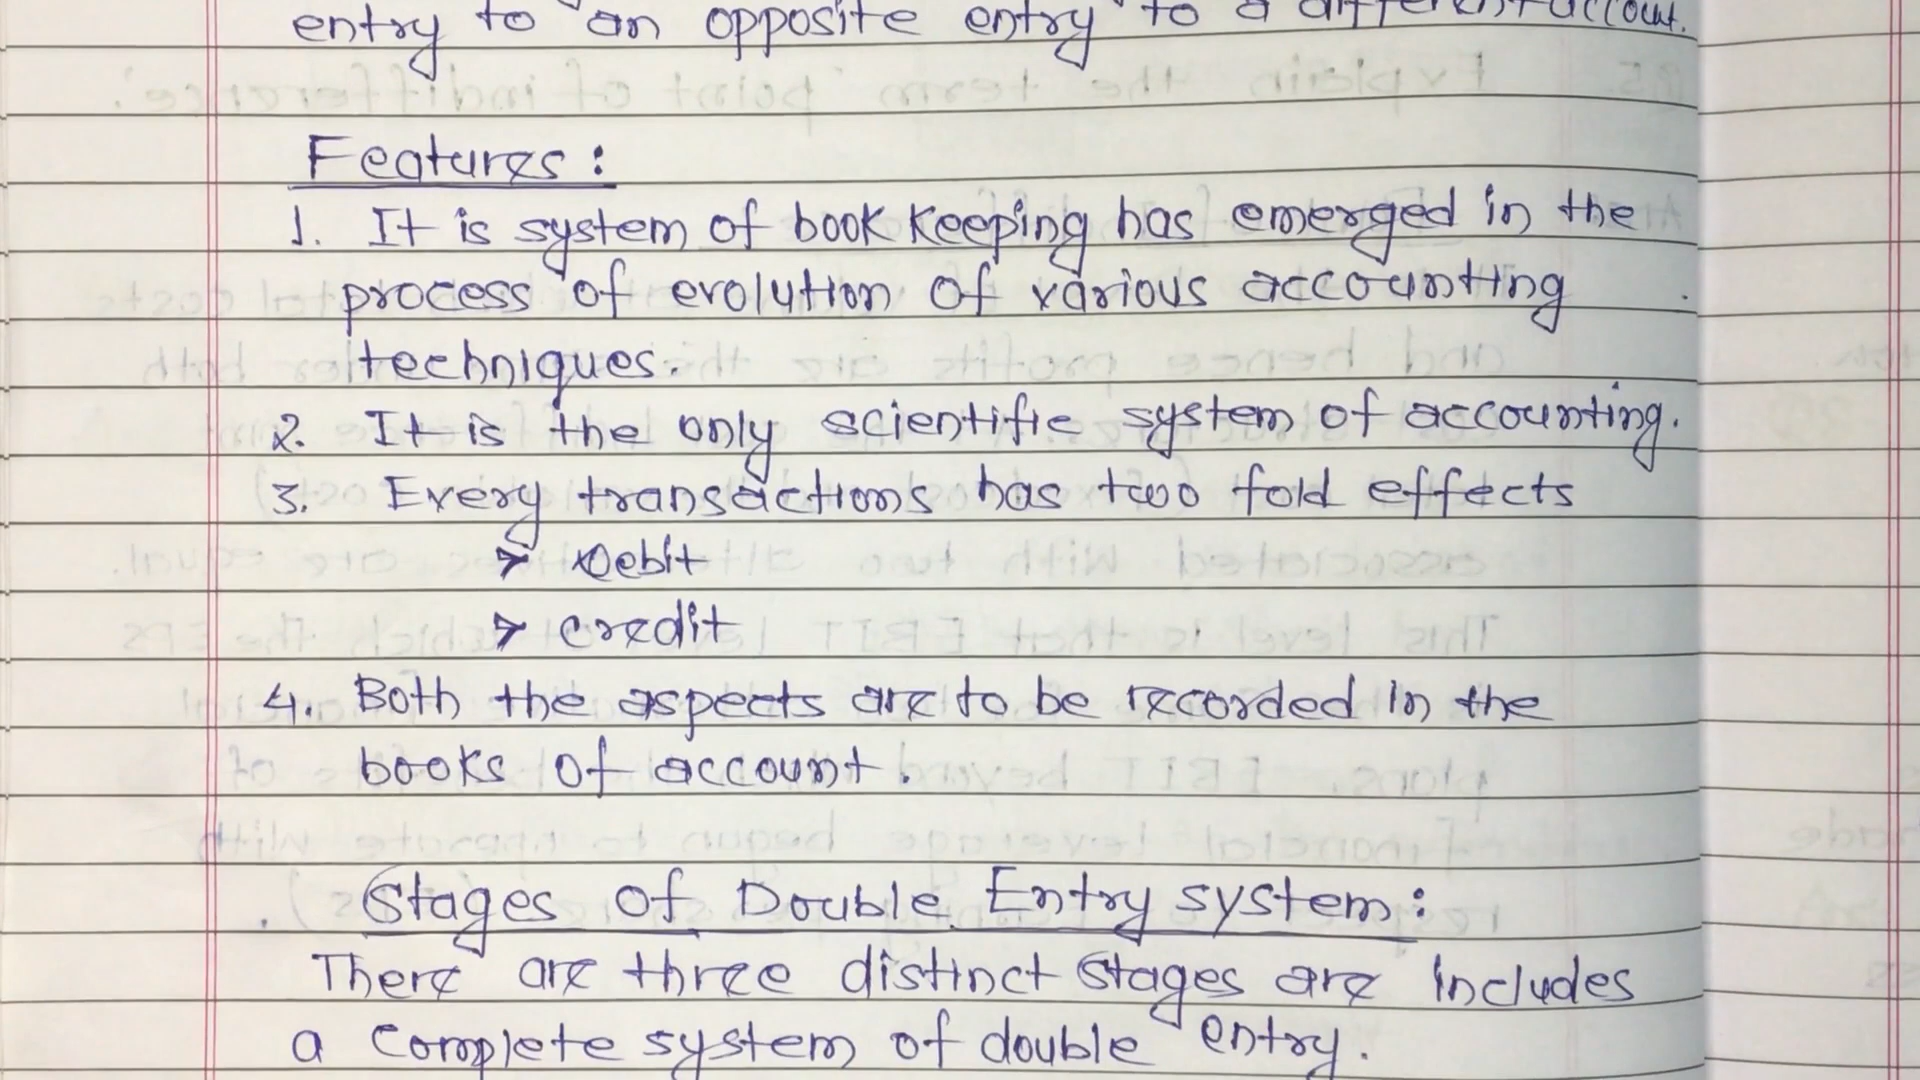 entry to an opposite entry to a different account.
Features :
1. It is system of book keeping has emerged in the
process of evolution of various accounting
techniques.
2. It is the only scientific system of accounting.
3. Every transactions has two fold effects
> Debit
> credit
4. Both the aspects are to be recorded in the
books of account.
Stages of Double Entry system :
There are three distinct stages are includes
a complete system of double entry.